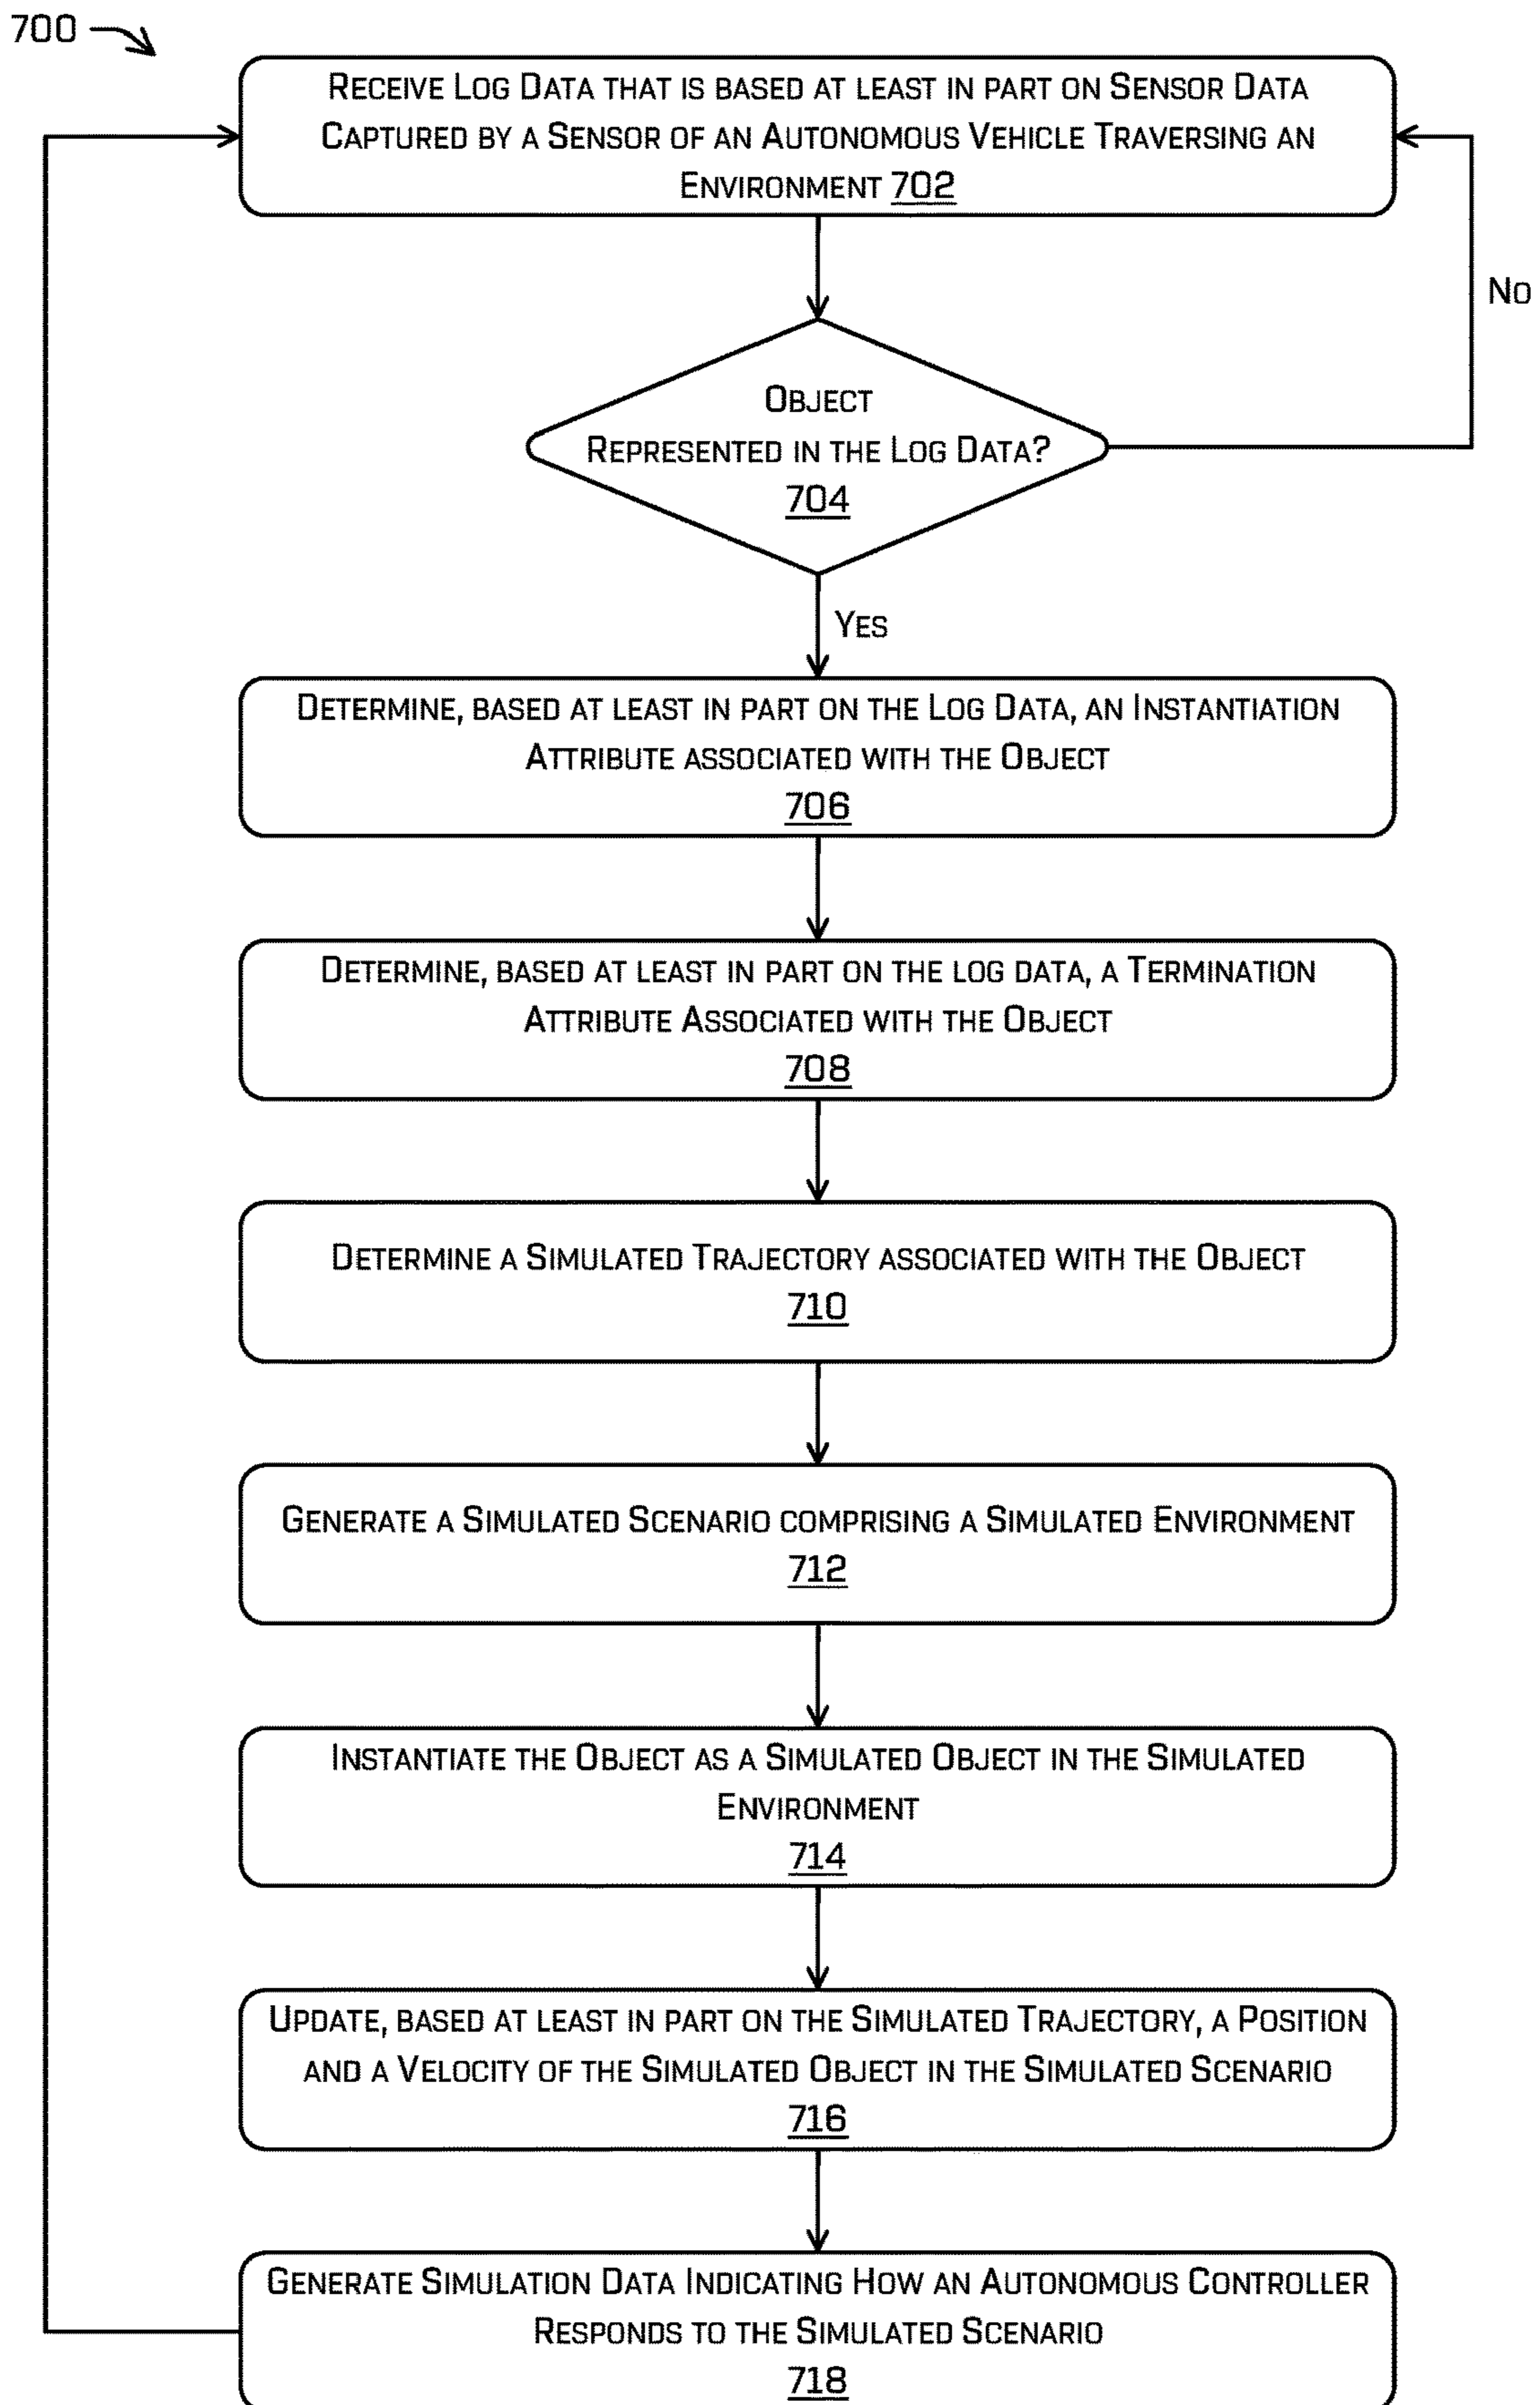 700
Receive Log Data that is based at least in part on Sensor Data
Captured by a Sensor of an Autonomous Vehicle Traversing an
Environment 702
No
Object
Represented in the Log Data?
704
Yes
Determine, based at least in part on the Log Data, an Instantiation
Attribute associated with the Object
706
Determine, based at least in part on the log data, a Termination
Attribute Associated with the Object
708
Determine a Simulated Trajectory associated with the Object
710
Generate a Simulated Scenario comprising a Simulated Environment
712
Instantiate the Object as a Simulated Object in the Simulated
Environment
714
Update, based at least in part on the Simulated Trajectory, a Position
and a Velocity of the Simulated Object in the Simulated Scenario
716
Generate Simulation Data Indicating How an Autonomous Controller
Responds to the Simulated Scenario
718